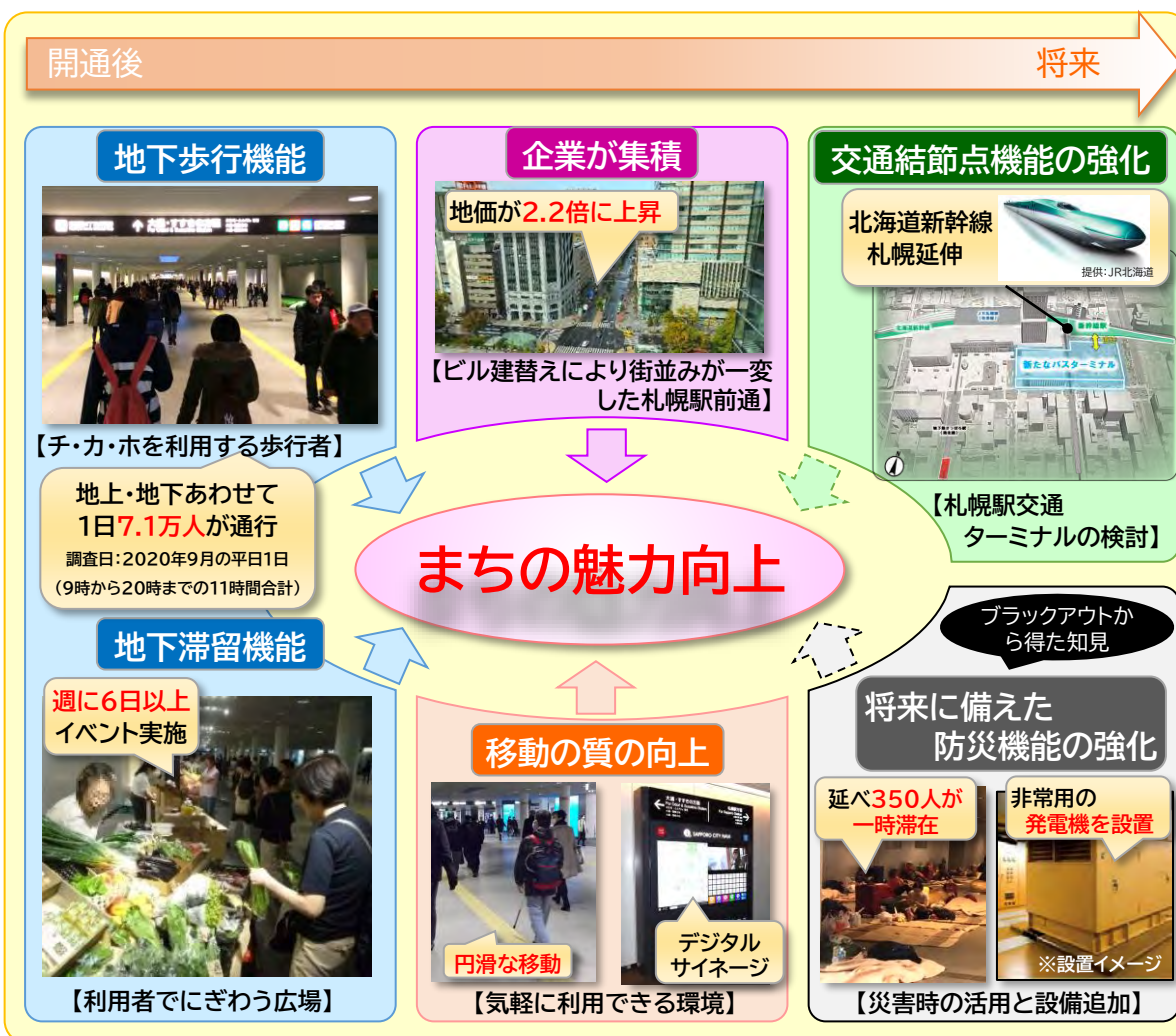 開通後
将来
地下歩行機能
【チ・カ・ホを利用する歩行者】
地上・地下あわせて
1日7.1万人が通行
調査日：2020年9月の平日1日
（9時から20時までの11時間合計）
企業が集積
地価が2.2倍に上昇
【ビル建替えにより街並みが一変
した札幌駅前通】
交通結節点機能の強化
北海道新幹線
札幌延伸
提供：JR北海道
北海道新幹線
新幹線駅
新たなバスターミナル
【札幌駅交通
ターミナルの検討】
まちの魅力向上
地下滞留機能
週に6日以上
イベント実施
【利用者でにぎわう広場】
移動の質の向上
円滑な移動
SAPPORO CITY NAVI
デジタル
サイネージ
【気軽に利用できる環境】
ブラックアウトか
ら得た知見
将来に備えた
防災機能の強化
延べ350人が
一時滞在
非常用の
発電機を設置
※設置イメージ
【災害時の活用と設備追加】